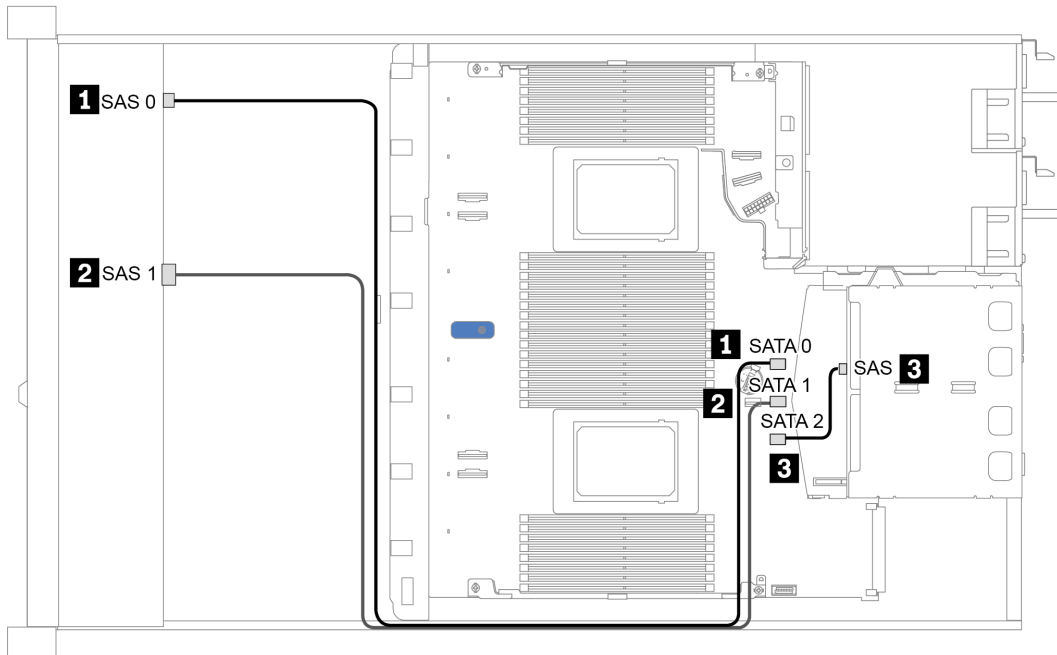 1 SAS 0
2 SAS 1
1 SATA 0
2 SATA 1
SATA 2
3
SAS 3